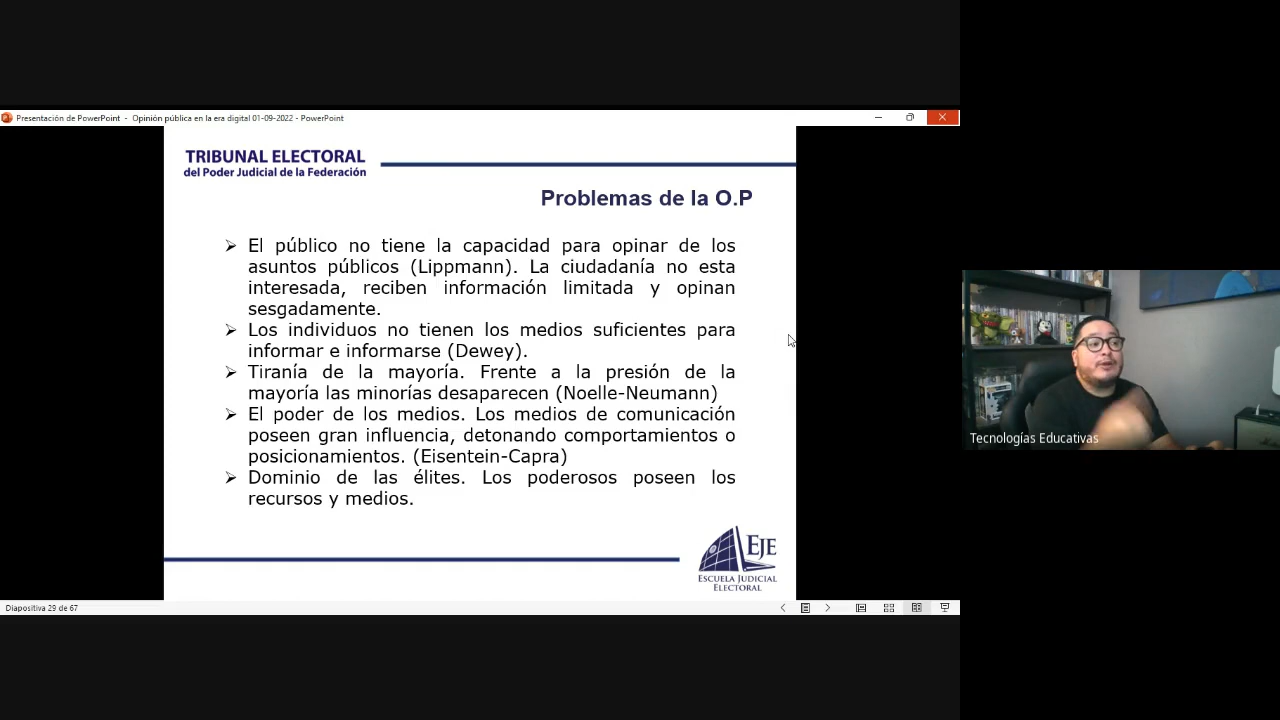 Presentación de PowerPoint - Opinión pública en la era digital 01-09-2022 - PowerPoint
TRIBUNAL ELECTORAL
del Poder Judicial de la Federación
Problemas de la O.P
El público no tiene la capacidad para opinar de los
asuntos públicos (Lippmann). La ciudadanía no esta
interesada, reciben información limitada y opinan
sesgadamente.
Los individuos no tienen los medios suficientes para
informar e informarse (Dewey).
Tiranía de la mayoría. Frente a la presión de la
mayoría las minorías desaparecen (Noelle-Neumann)
El poder de los medios. Los medios de comunicación
poseen gran influencia, detonando comportamientos o
posicionamientos. (Eisentein-Capra)
Dominio de las élites. Los poderosos poseen los
recursos y medios.
EJE
ESCUELA JUDICIAL
ELECTORAL
Diapositiva 29 de 67
Tecnologías Educativas